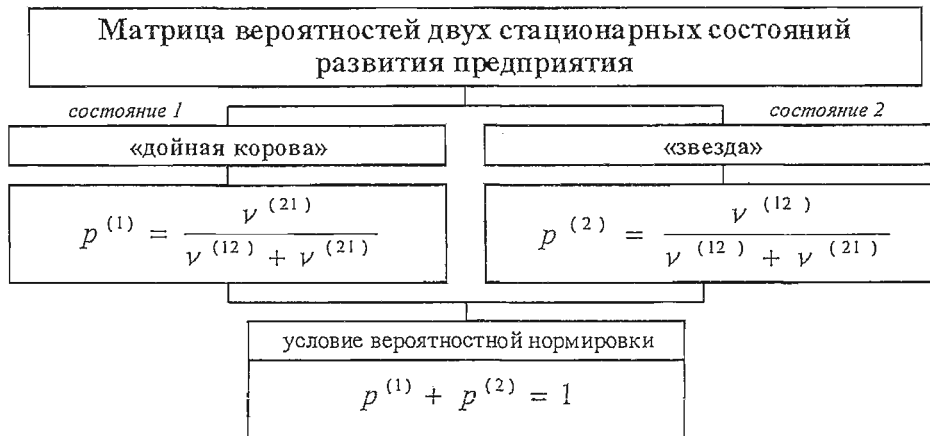 Матрица вероятностей двух стационарных состояний
развития предприятия
состояние 1
состояние 2
«дойная корова»
«звезда»
p^(1) = ν^(21) / (ν^(12) + ν^(21))
p^(2) = ν^(12) / (ν^(12) + ν^(21))
условие вероятностной нормировки
p^(1) + p^(2) = 1